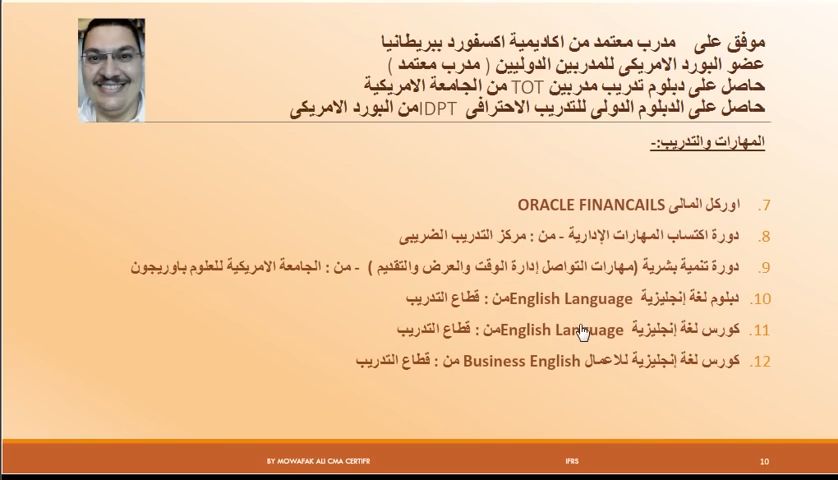 موفق على مدرب معتمد من اكاديمية اكسفورد ببريطانيا
عضو البورد الامريكى للمدربين الدوليين ( مدرب معتمد )
حاصل على دبلوم تدريب مدربين TOT من الجامعة الامريكية
حاصل على الدبلوم الدولى للتدريب الاحترافى IDPTمن البورد الامريكى
المهارات والتدريب:-
7. اوركل المالى ORACLE FINANCAILS
8. دورة اكتساب المهارات الإدارية - من : مركز التدريب الضريبى
9. دورة تنمية بشرية (مهارات التواصل إدارة الوقت والعرض والتقديم ) - من : الجامعة الامريكية للعلوم باوريجون
10. دبلوم لغة إنجليزية English Languageمن : قطاع التدريب
11. كورس لغة إنجليزية English Languageمن : قطاع التدريب
12. كورس لغة إنجليزية للاعمال Business English من : قطاع التدريب
BY MOWAFAK ALI CMA CERTIFR IFRS 10